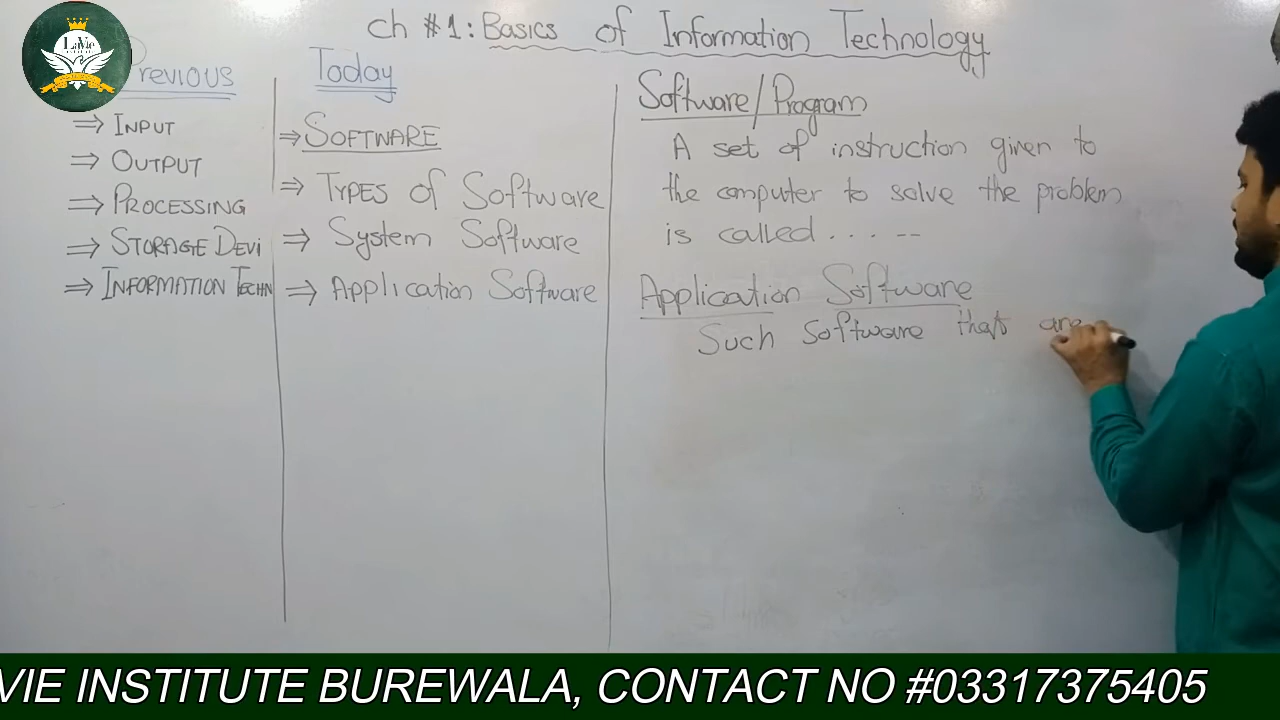 ch # 1: Basics of Information Technology
Previous
⇒ INPUT
⇒ OUTPUT
⇒ PROCESSING
⇒ STORAGE DEVI
⇒ INFORMATION TECHN
Today
⇒ SOFTWARE
⇒ TYPES of Software
⇒ System Software
⇒ Application Software
Software/Program
A set of instruction given to
the computer to solve the problem
is called . . . . --
Application Software
Such software that are
LaVie
VIE INSTITUTE BUREWALA, CONTACT NO #03317375405